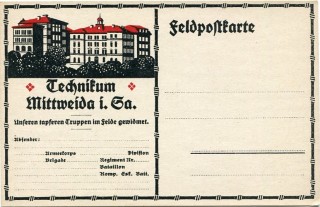 Technikum
Mittweida i. Sa.
Unseren tapferen Truppen im Felde gewidmet.
Absender:
Armeekorps Division
Brigade Regiment Nr.
Bataillon
Komp. Esk. Batt.
Feldpostkarte